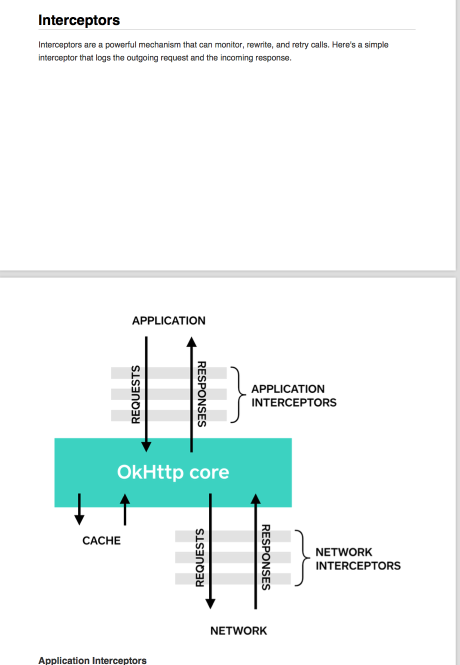 Interceptors
Interceptors are a powerful mechanism that can monitor, rewrite, and retry calls. Here's a simple
interceptor that logs the outgoing request and the incoming response.
APPLICATION
REQUESTS
RESPONSES
APPLICATION
INTERCEPTORS
OkHttp core
CACHE
REQUESTS
RESPONSES
NETWORK
INTERCEPTORS
NETWORK
Application Interceptors